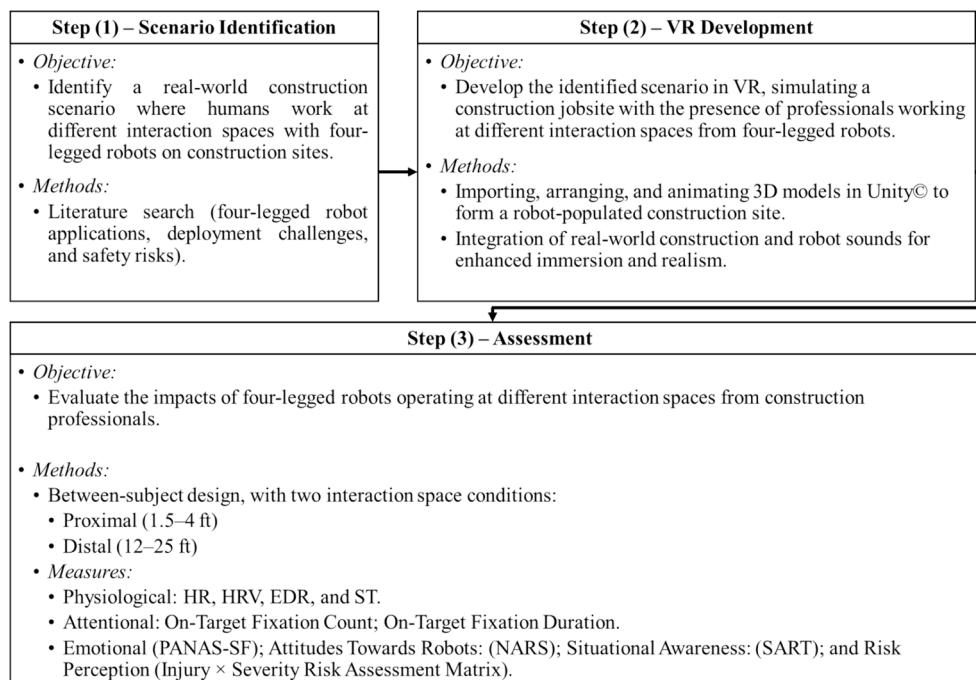 Step (1) – Scenario Identification
• Objective:
• Identify a real-world construction
scenario where humans work at
different interaction spaces with four-
legged robots on construction sites.
• Methods:
• Literature search (four-legged robot
applications, deployment challenges,
and safety risks).
Step (2) – VR Development
• Objective:
• Develop the identified scenario in VR, simulating a
construction jobsite with the presence of professionals working
at different interaction spaces from four-legged robots.
• Methods:
• Importing, arranging, and animating 3D models in Unity© to
form a robot-populated construction site.
• Integration of real-world construction and robot sounds for
enhanced immersion and realism.
Step (3) – Assessment
• Objective:
• Evaluate the impacts of four-legged robots operating at different interaction spaces from construction
professionals.
• Methods:
• Between-subject design, with two interaction space conditions:
• Proximal (1.5–4 ft)
• Distal (12–25 ft)
• Measures:
• Physiological: HR, HRV, EDR, and ST.
• Attentional: On-Target Fixation Count; On-Target Fixation Duration.
• Emotional (PANAS-SF); Attitudes Towards Robots: (NARS); Situational Awareness: (SART); and Risk
Perception (Injury × Severity Risk Assessment Matrix).